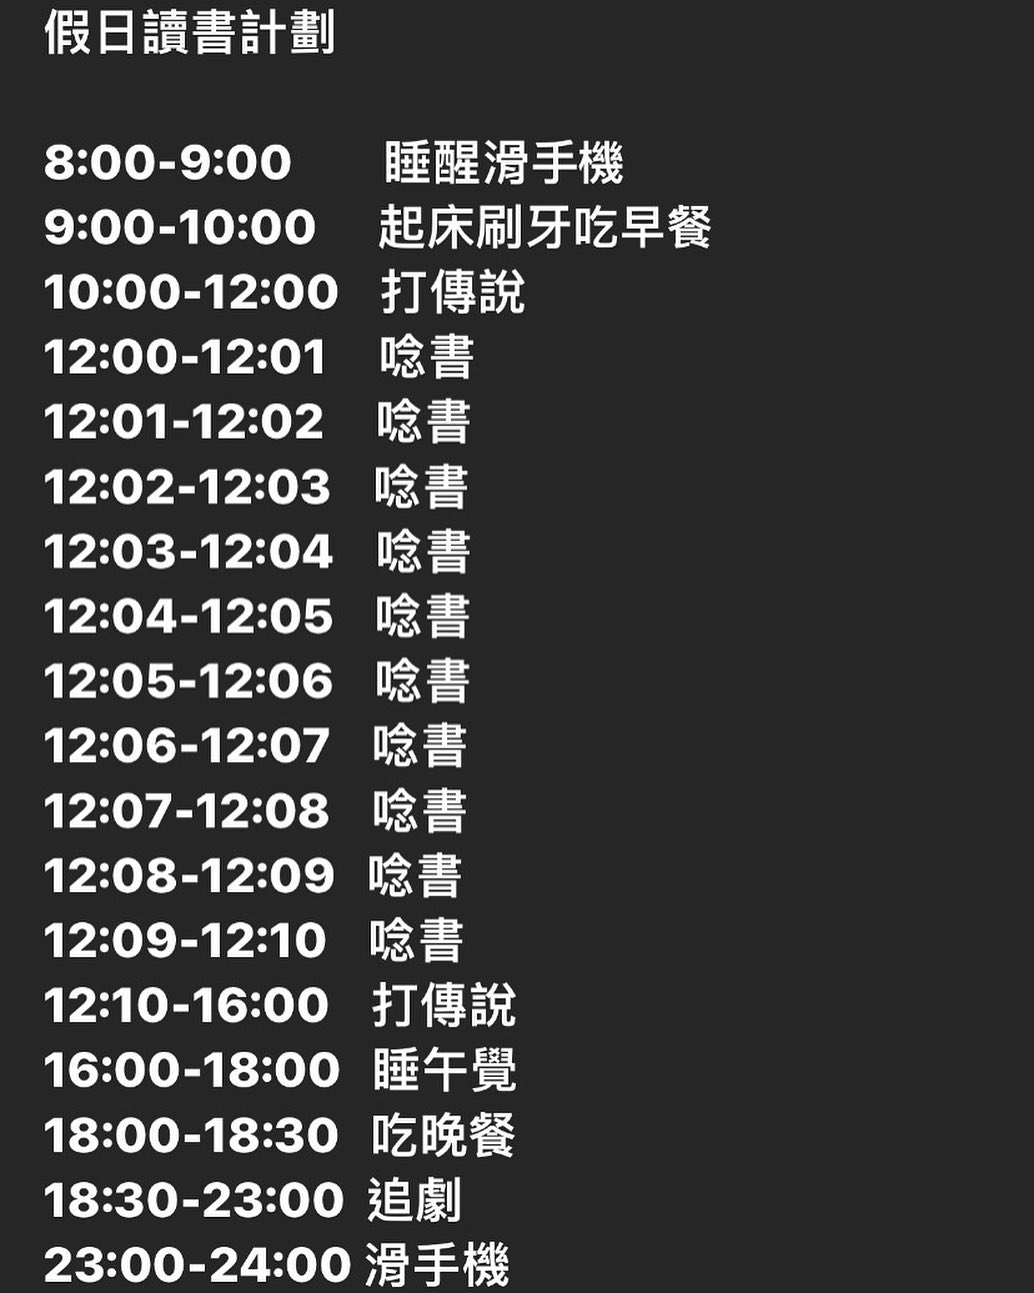 假日讀書計劃
8:00-9:00 睡醒滑手機
9:00-10:00 起床刷牙吃早餐
10:00-12:00 打傳說
12:00-12:01 唸書
12:01-12:02 唸書
12:02-12:03 唸書
12:03-12:04 唸書
12:04-12:05 唸書
12:05-12:06 唸書
12:06-12:07 唸書
12:07-12:08 唸書
12:08-12:09 唸書
12:09-12:10 唸書
12:10-16:00 打傳說
16:00-18:00 睡午覺
18:00-18:30 吃晚餐
18:30-23:00 追劇
23:00-24:00 滑手機